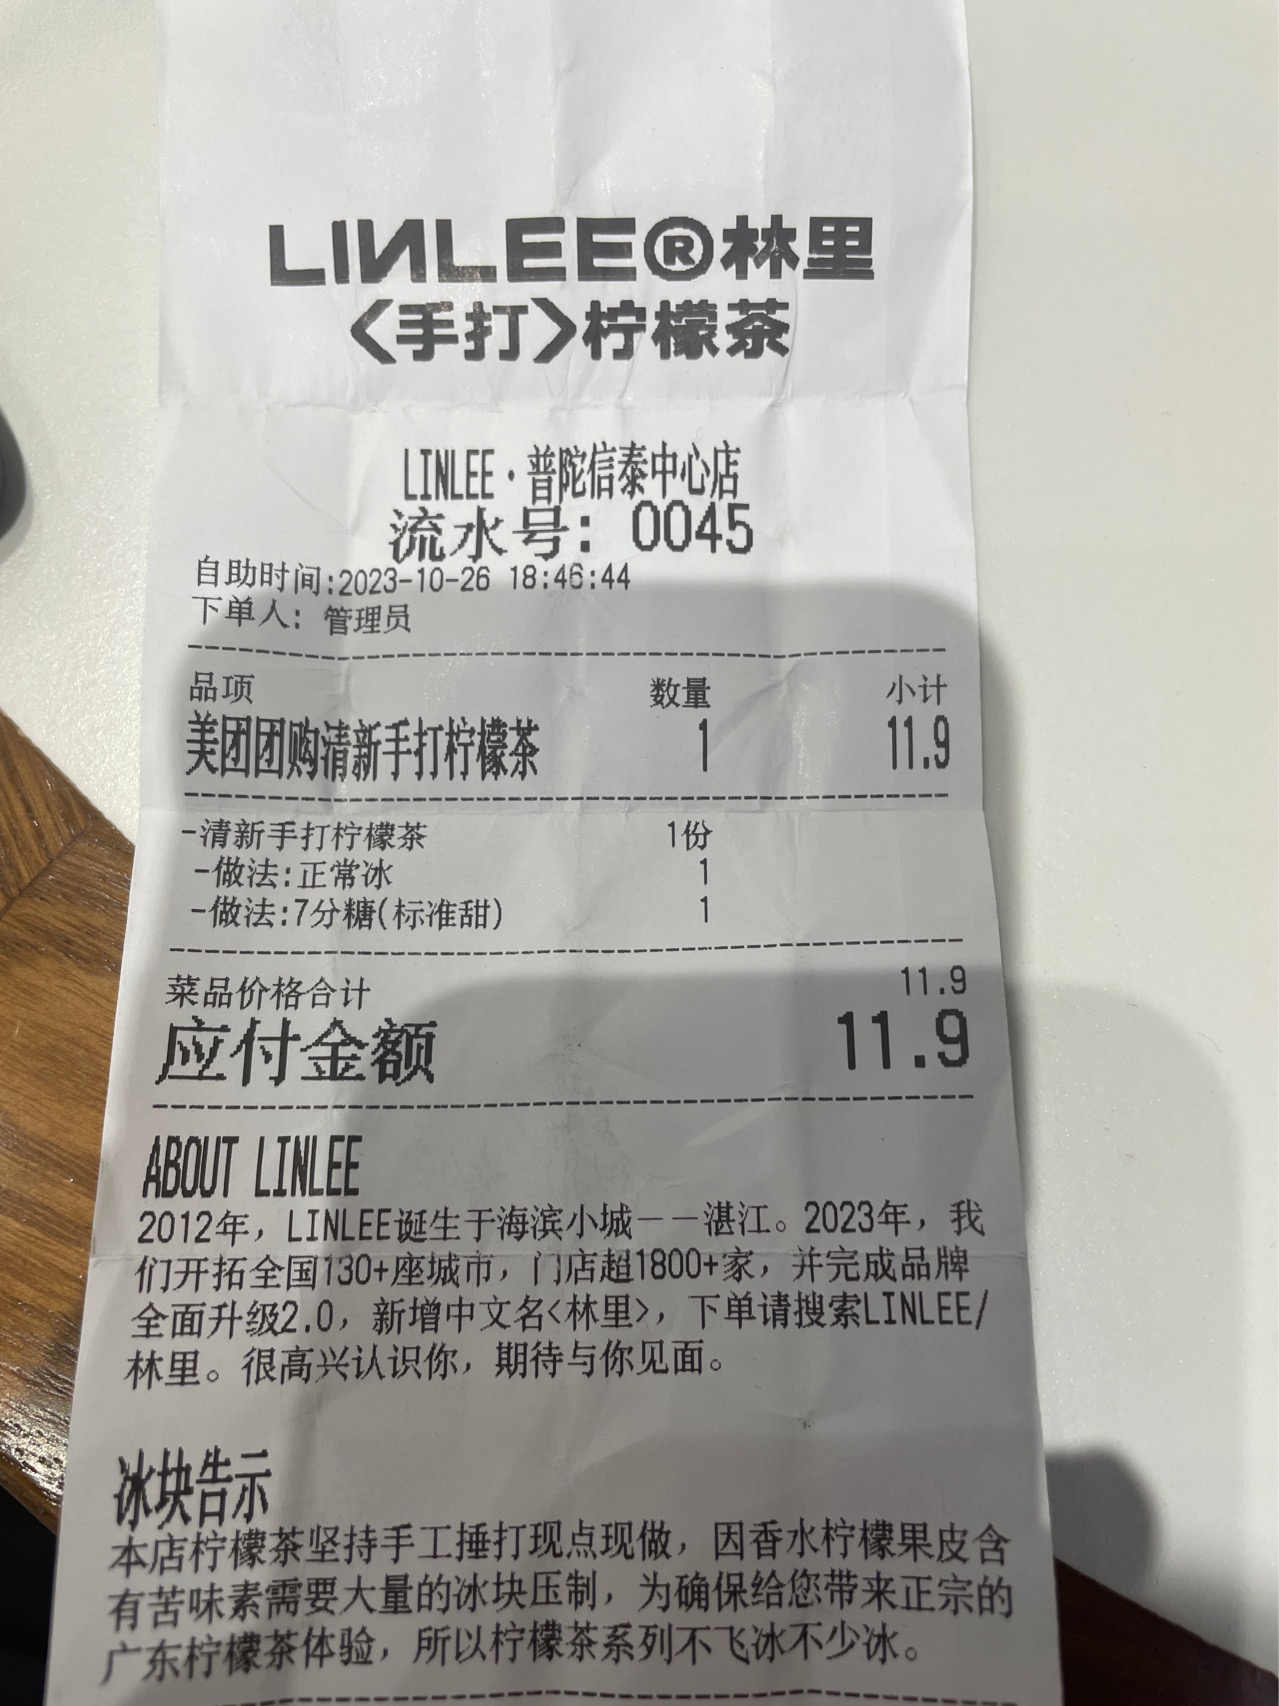 LINLEE®林里
<手打>柠檬茶
LINLEE·普陀信泰中心店
流水号: 0045
自助时间:2023-10-26 18:46:44
下单人: 管理员
品项 数量 小计
美团团购清新手打柠檬茶 1 11.9
-清新手打柠檬茶 1份
-做法:正常冰 1
-做法:7分糖(标准甜) 1
菜品价格合计 11.9
应付金额 11.9
ABOUT LINLEE
2012年，LINLEE诞生于海滨小城——湛江。2023年，我
们开拓全国130+座城市，门店超1800+家，并完成品牌
全面升级2.0，新增中文名<林里>，下单请搜索LINLEE/
林里。很高兴认识你，期待与你见面。
冰块告示
本店柠檬茶坚持手工捶打现点现做，因香水柠檬果皮含
有苦味素需要大量的冰块压制，为确保给您带来正宗的
广东柠檬茶体验，所以柠檬茶系列不飞冰不少冰。